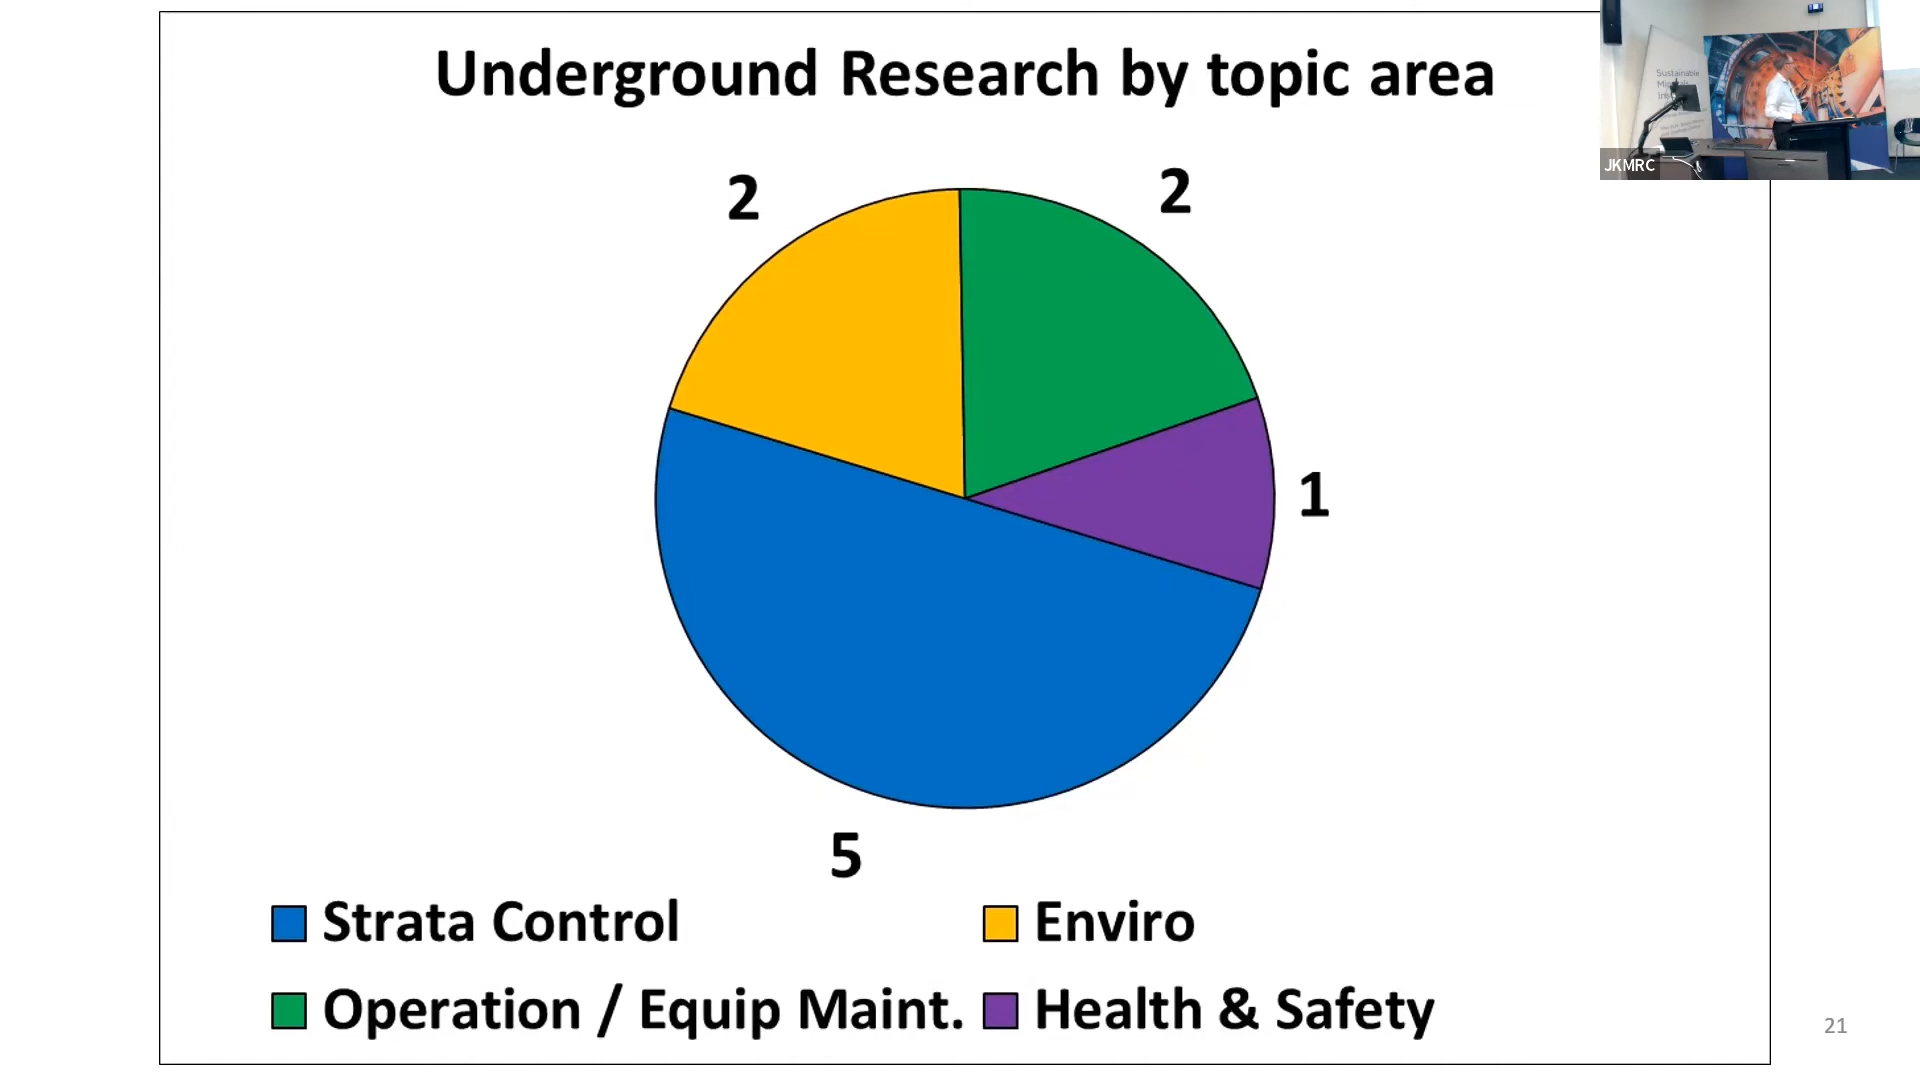 Underground Research by topic area
2
2
1
5
Strata Control
Enviro
Operation / Equip Maint.
Health & Safety
21
Sustainable
JKMRC